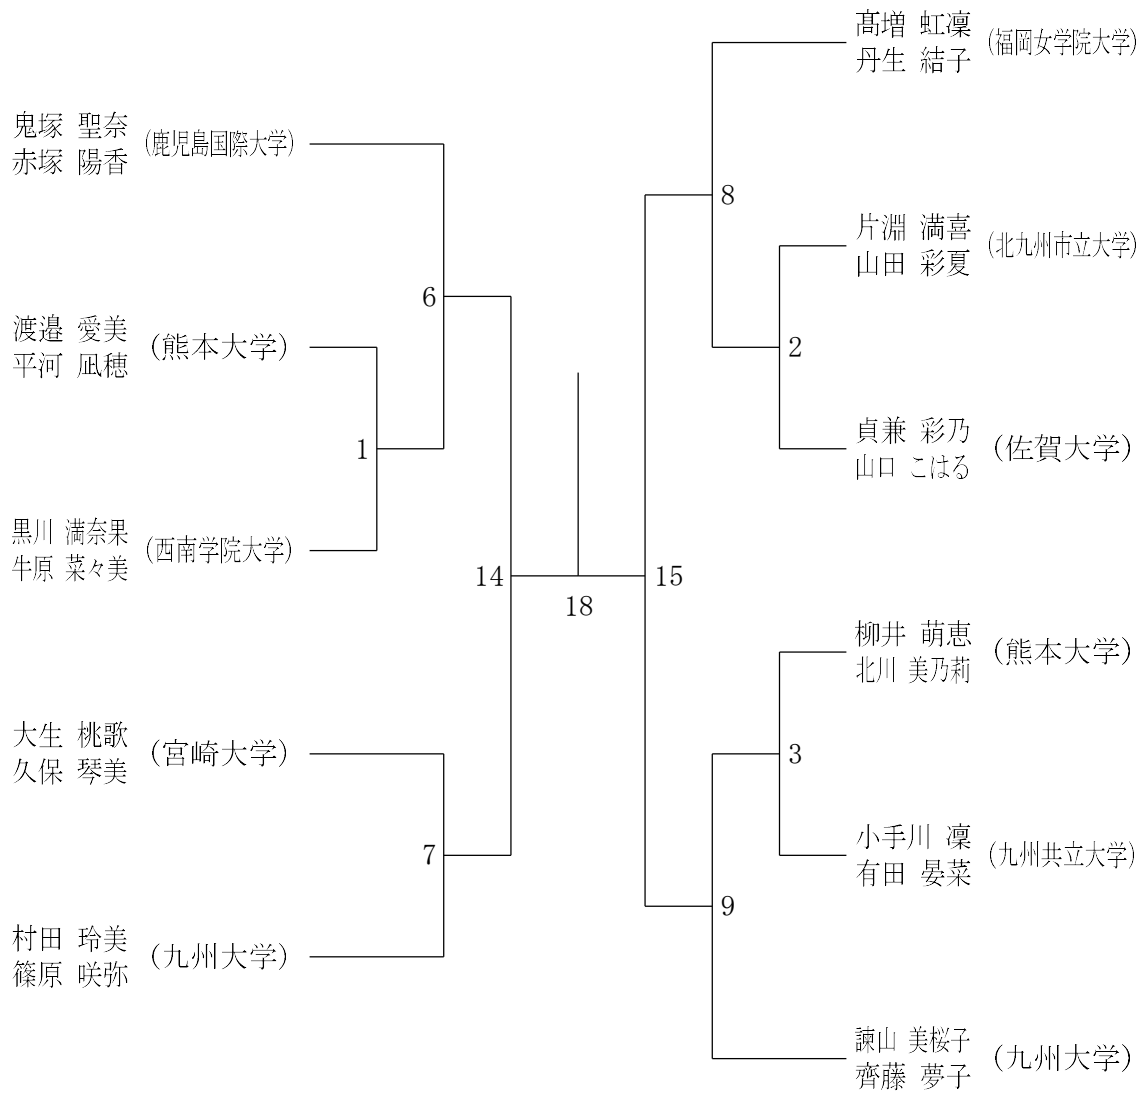 鬼塚 聖奈
赤塚 陽香
(鹿児島国際大学)
6
渡邉 愛美
平河 凪穂
(熊本大学)
1
黒川 満奈果
牛原 菜々美
(西南学院大学)
14
18
大生 桃歌
久保 琴美
(宮崎大学)
7
村田 玲美
篠原 咲弥
(九州大学)
髙増 虹凜
丹生 結子
(福岡女学院大学)
8
片淵 満喜
山田 彩夏
(北九州市立大学)
2
貞兼 彩乃
山口 こはる
(佐賀大学)
15
柳井 萌恵
北川 美乃莉
(熊本大学)
3
小手川 凜
有田 晏菜
(九州共立大学)
9
諌山 美桜子
齊藤 夢子
(九州大学)